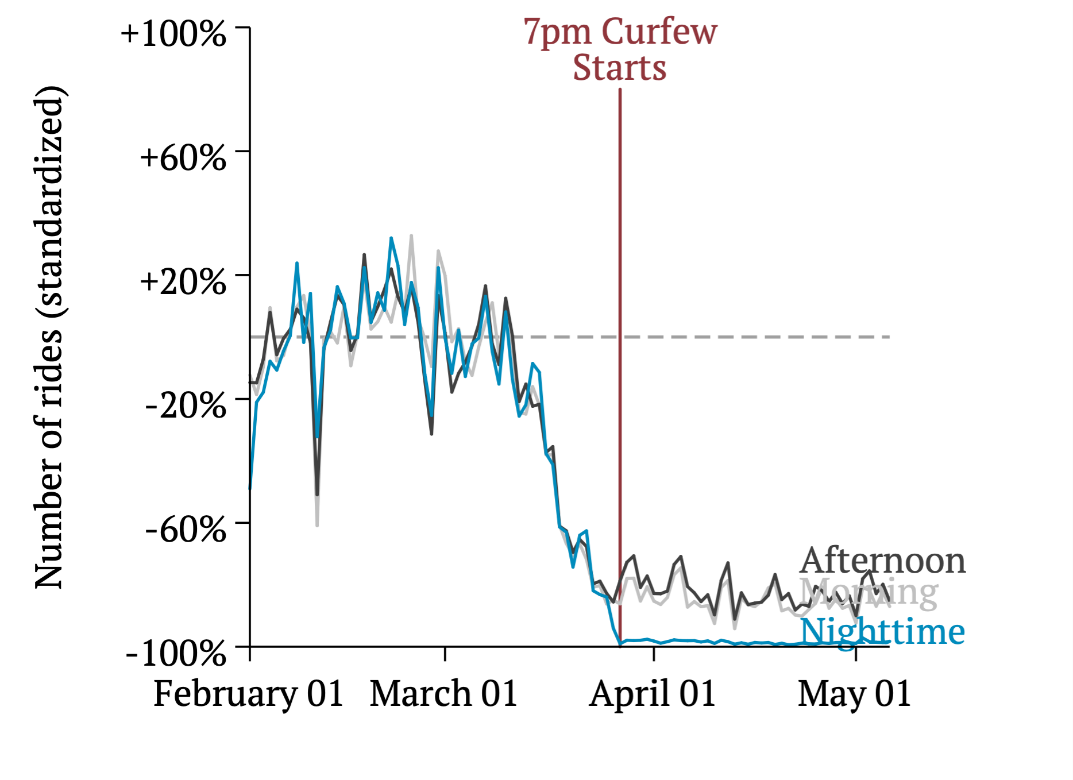 7pm Curfew
Starts
Number of rides (standardized)
+100%
+60%
+20%
-20%
-60%
-100%
Afternoon
Morning
Nighttime
February 01
March 01
April 01
May 01